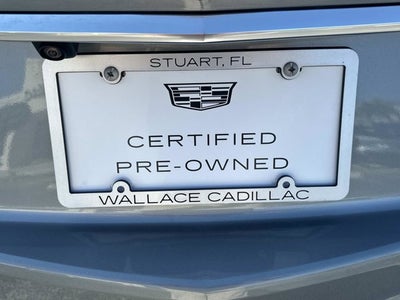 STUART, FL
CERTIFIED
PRE-OWNED
WALLACE CADILLAC